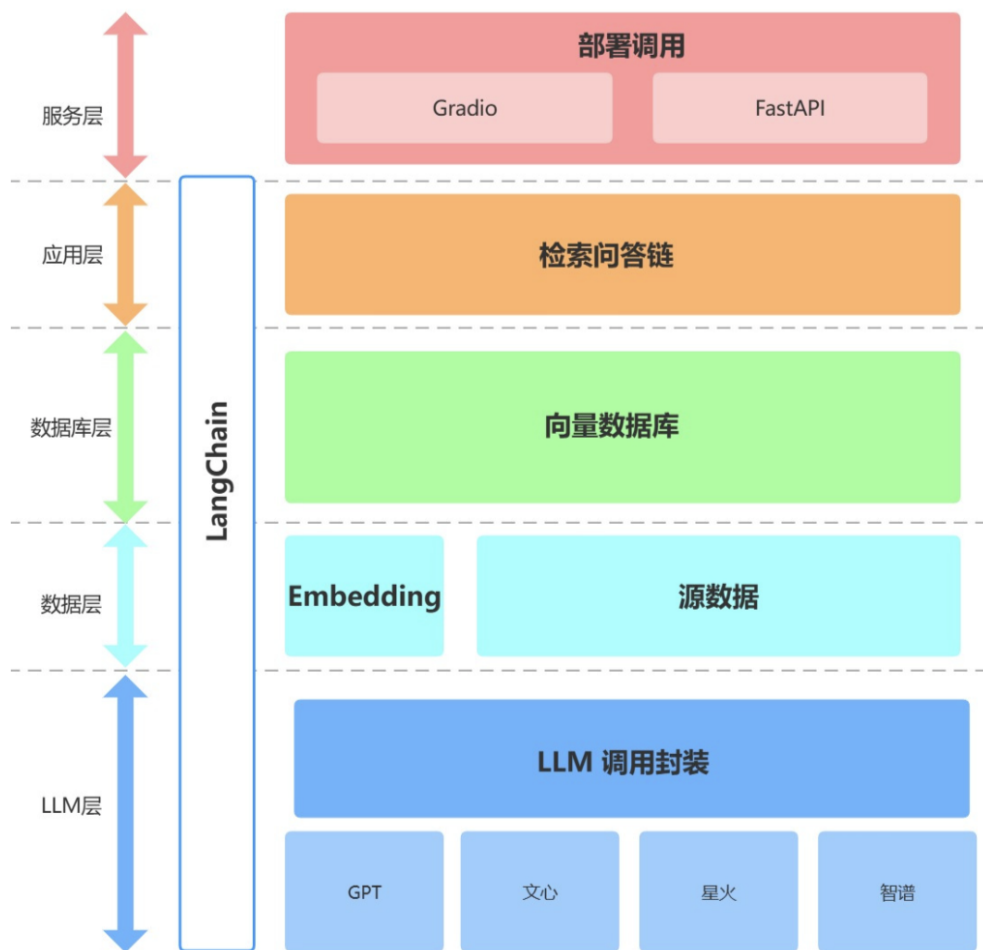 部署调用
Gradio
FastAPI
服务层
应用层
检索问答链
数据库层
向量数据库
LangChain
数据层
Embedding
源数据
LLM层
LLM 调用封装
GPT
文心
星火
智谱